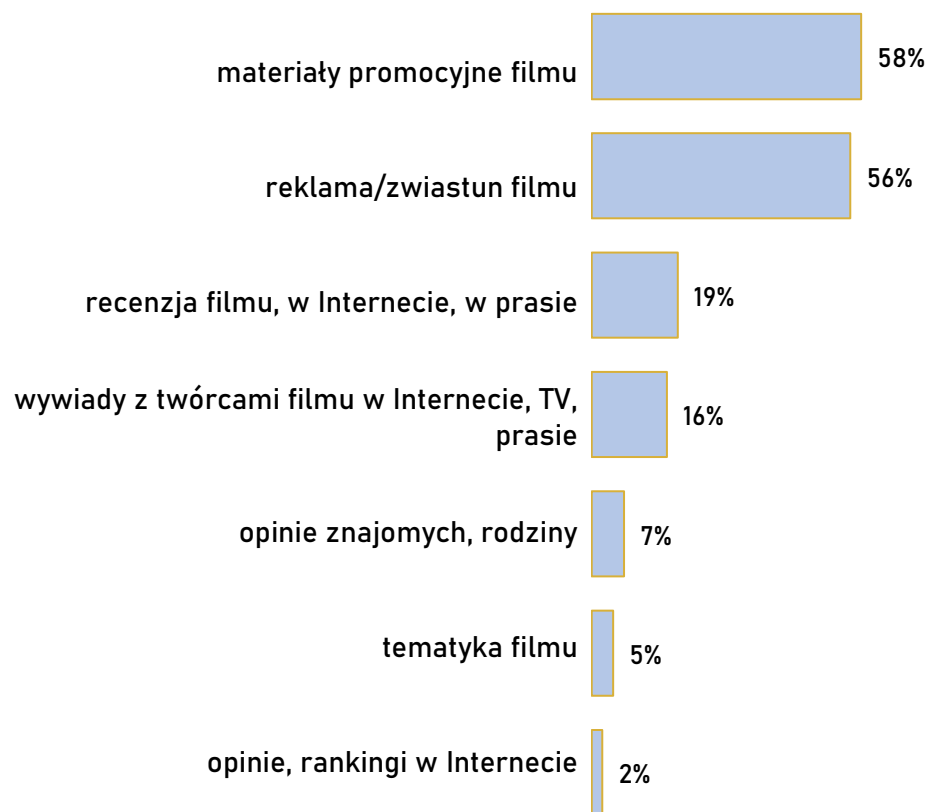 materiały promocyjne filmu 58%
reklama/zwiastun filmu 56%
recenzja filmu, w Internecie, w prasie 19%
wywiady z twórcami filmu w Internecie, TV,
prasie 16%
opinie znajomych, rodziny 7%
tematyka filmu 5%
opinie, rankingi w Internecie 2%